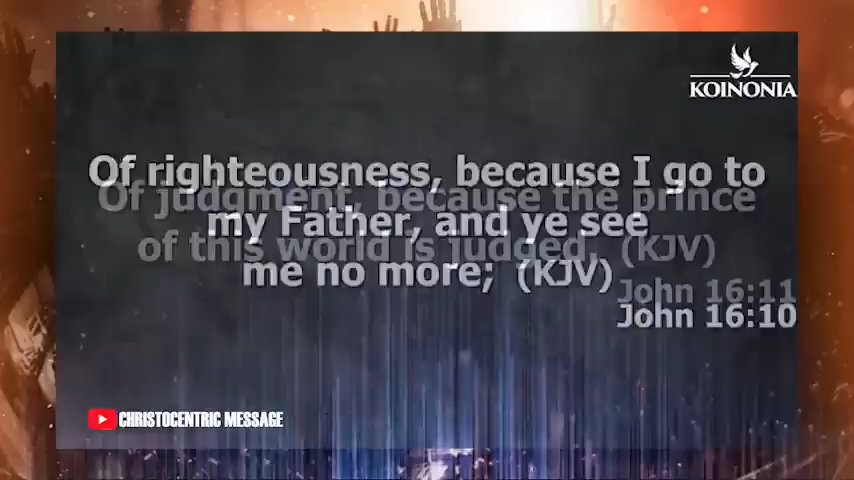 KOINONIA
Of righteousness, because I go to
my Father, and ye see
me no more; (KJV)
John 16:10
Of judgment, because the prince
of this world is judged. (KJV)
John 16:11
CHRISTOCENTRIC MESSAGE